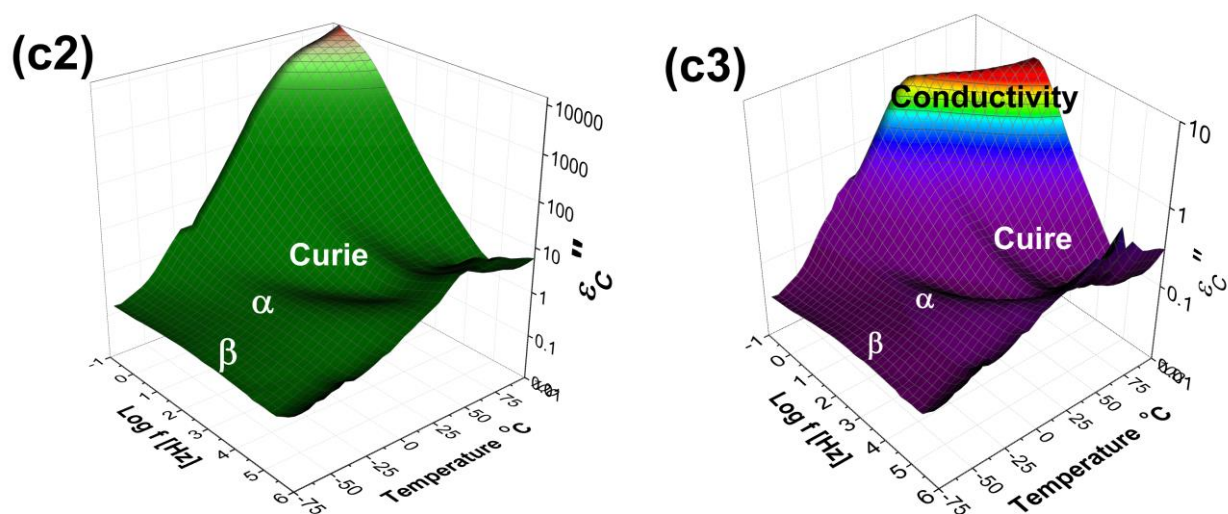 (c2)
10000
1000
100
10
1
0.1
ε_C "
Curie
α
β
-1
0
1
2
3
4
5
6
Log f [Hz]
-75
-50
-25
0
25
50
75
Temperature °C
(c3)
10
1
0.1
ε_C "
Conductivity
Cuire
α
β
-1
0
1
2
3
4
5
6
Log f [Hz]
-75
-50
-25
0
25
50
75
Temperature °C